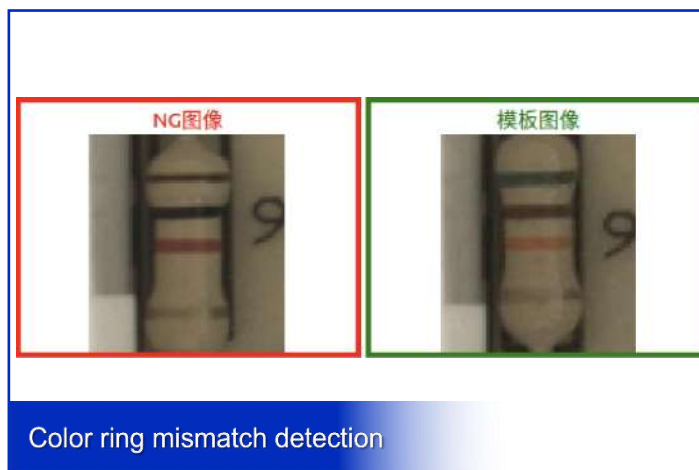 NG图像
模板图像
9
9
Color ring mismatch detection